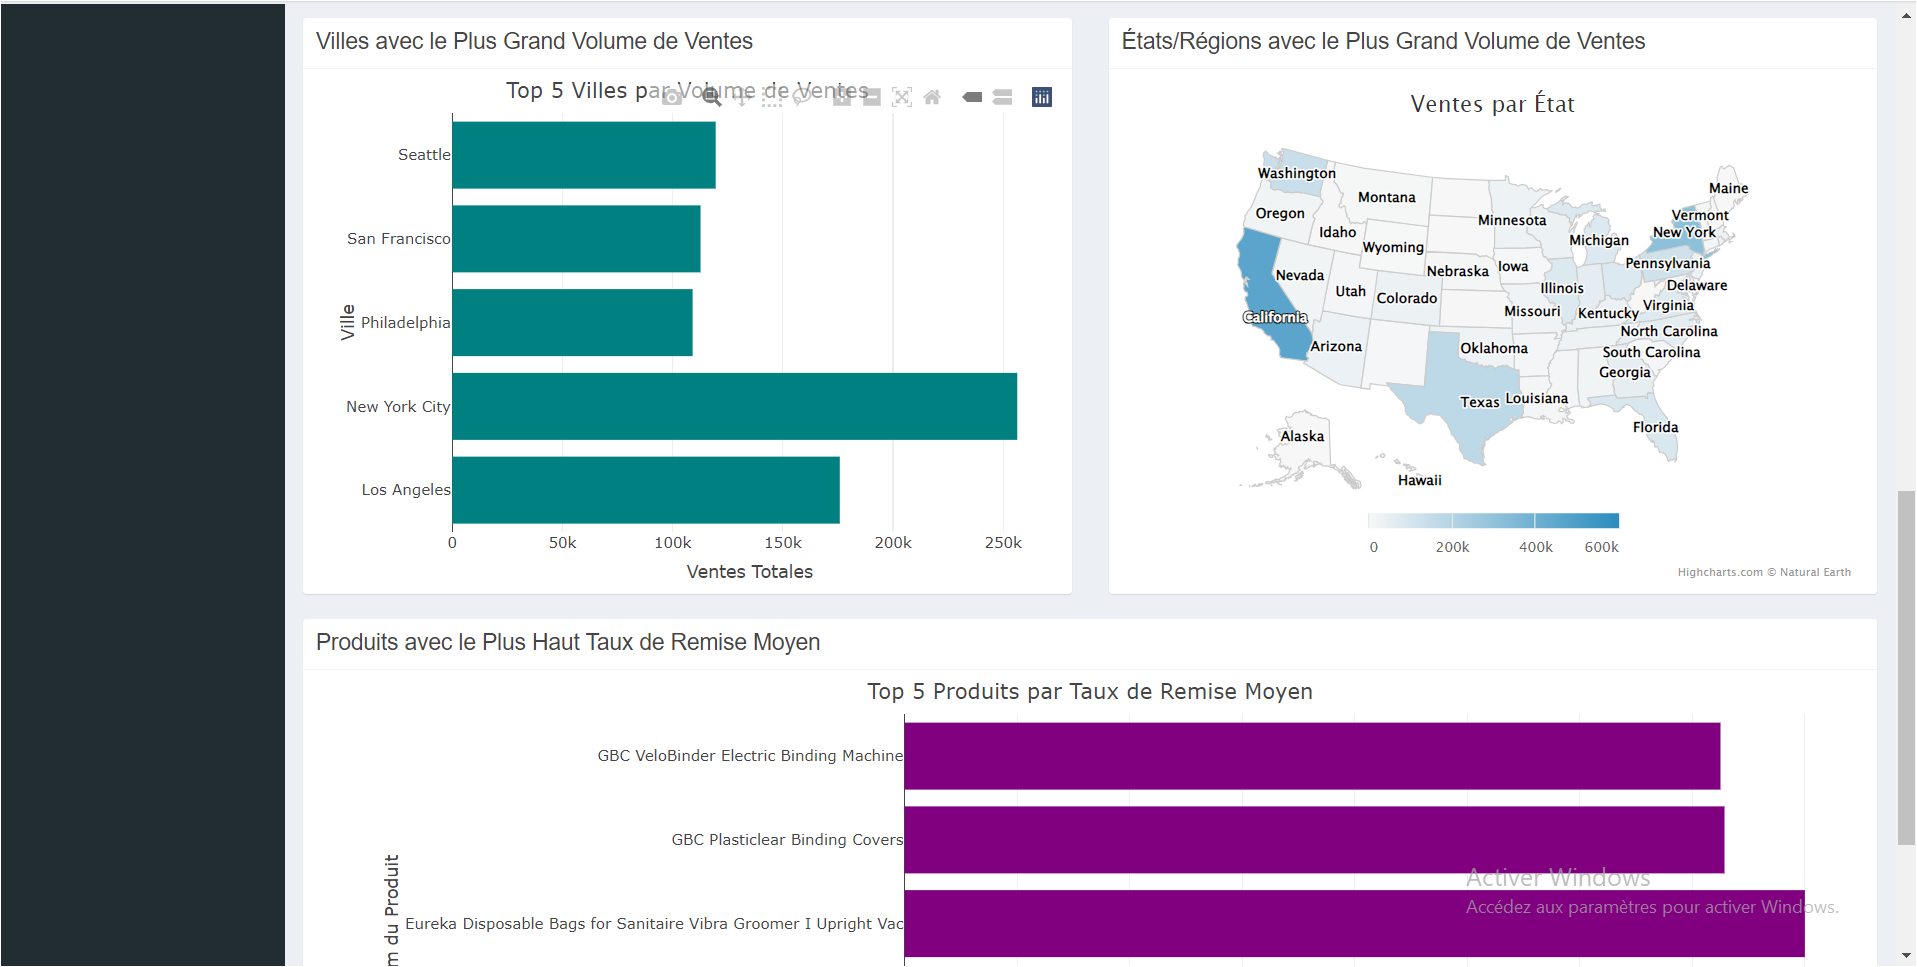 Villes avec le Plus Grand Volume de Ventes
Top 5 Villes par Volume de Ventes
Seattle
San Francisco
Philadelphia
New York City
Los Angeles
Ville
0 50k 100k 150k 200k 250k
Ventes Totales
États/Régions avec le Plus Grand Volume de Ventes
Ventes par État
Washington
Montana
Maine
Oregon
Minnesota
Vermont
Idaho
New York
Michigan
Wyoming
Pennsylvania
Nevada
Nebraska
Iowa
Utah
Colorado
Illinois
Delaware
California
Missouri
Kentucky
Virginia
North Carolina
Arizona
Oklahoma
South Carolina
Georgia
Texas
Louisiana
Florida
Alaska
Hawaii
0 200k 400k 600k
Highcharts.com © Natural Earth
Produits avec le Plus Haut Taux de Remise Moyen
Top 5 Produits par Taux de Remise Moyen
GBC VeloBinder Electric Binding Machine
GBC Plasticlear Binding Covers
Eureka Disposable Bags for Sanitaire Vibra Groomer I Upright Vac
m du Produit
Activer Windows
Accédez aux paramètres pour activer Windows.